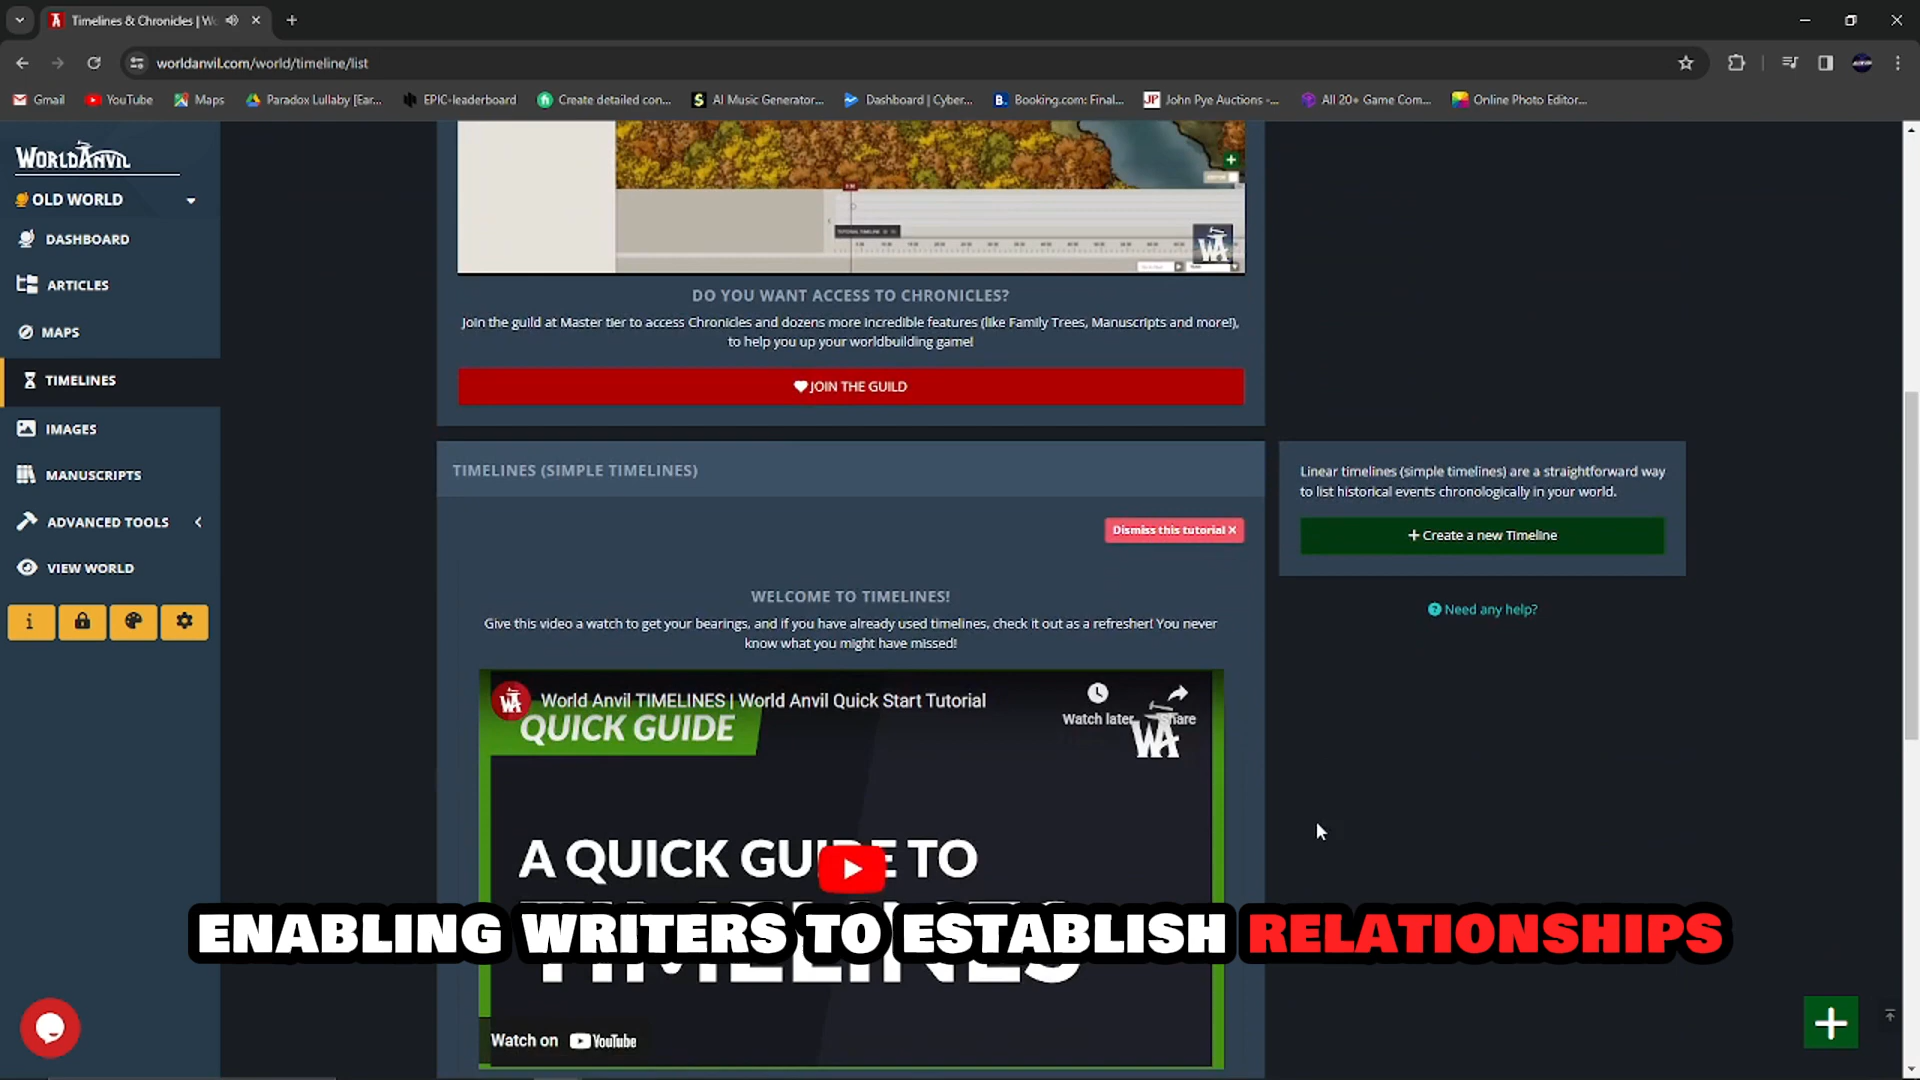 Timelines & Chronicles | Wo
worldanvil.com/world/timeline/list
Gmail
YouTube
Maps
Paradox Lullaby [Ear...
EPIC-leaderboard
Create detailed con...
AI Music Generator...
Dashboard | Cyber...
Booking.com: Final...
John Pye Auctions -...
All 20+ Game Com...
Online Photo Editor...
WORLDANVIL
OLD WORLD
DASHBOARD
ARTICLES
MAPS
TIMELINES
IMAGES
MANUSCRIPTS
ADVANCED TOOLS
VIEW WORLD
DO YOU WANT ACCESS TO CHRONICLES?
Join the guild at Master tier to access Chronicles and dozens more incredible features (like Family Trees, Manuscripts and more!),
to help you up your worldbuilding game!
JOIN THE GUILD
TIMELINES (SIMPLE TIMELINES)
Dismiss this tutorial ×
WELCOME TO TIMELINES!
Give this video a watch to get your bearings, and if you have already used timelines, check it out as a refresher! You never
know what you might have missed!
World Anvil TIMELINES | World Anvil Quick Start Tutorial
Watch later
Share
QUICK GUIDE
WA
A QUICK GUIDE TO
TIMELINES
ENABLING WRITERS TO ESTABLISH RELATIONSHIPS
Watch on YouTube
Linear timelines (simple timelines) are a straightforward way
to list historical events chronologically in your world.
+ Create a new Timeline
Need any help?